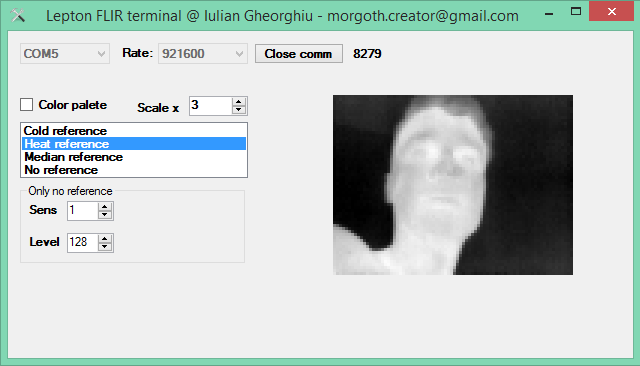 Lepton FLIR terminal @ Iulian Gheorghiu - morgoth.creator@gmail.com
COM5 Rate: 921600 Close comm 8279
Color palete Scale x 3
Cold reference
Heat reference
Median reference
No reference
Only no reference
Sens 1
Level 128